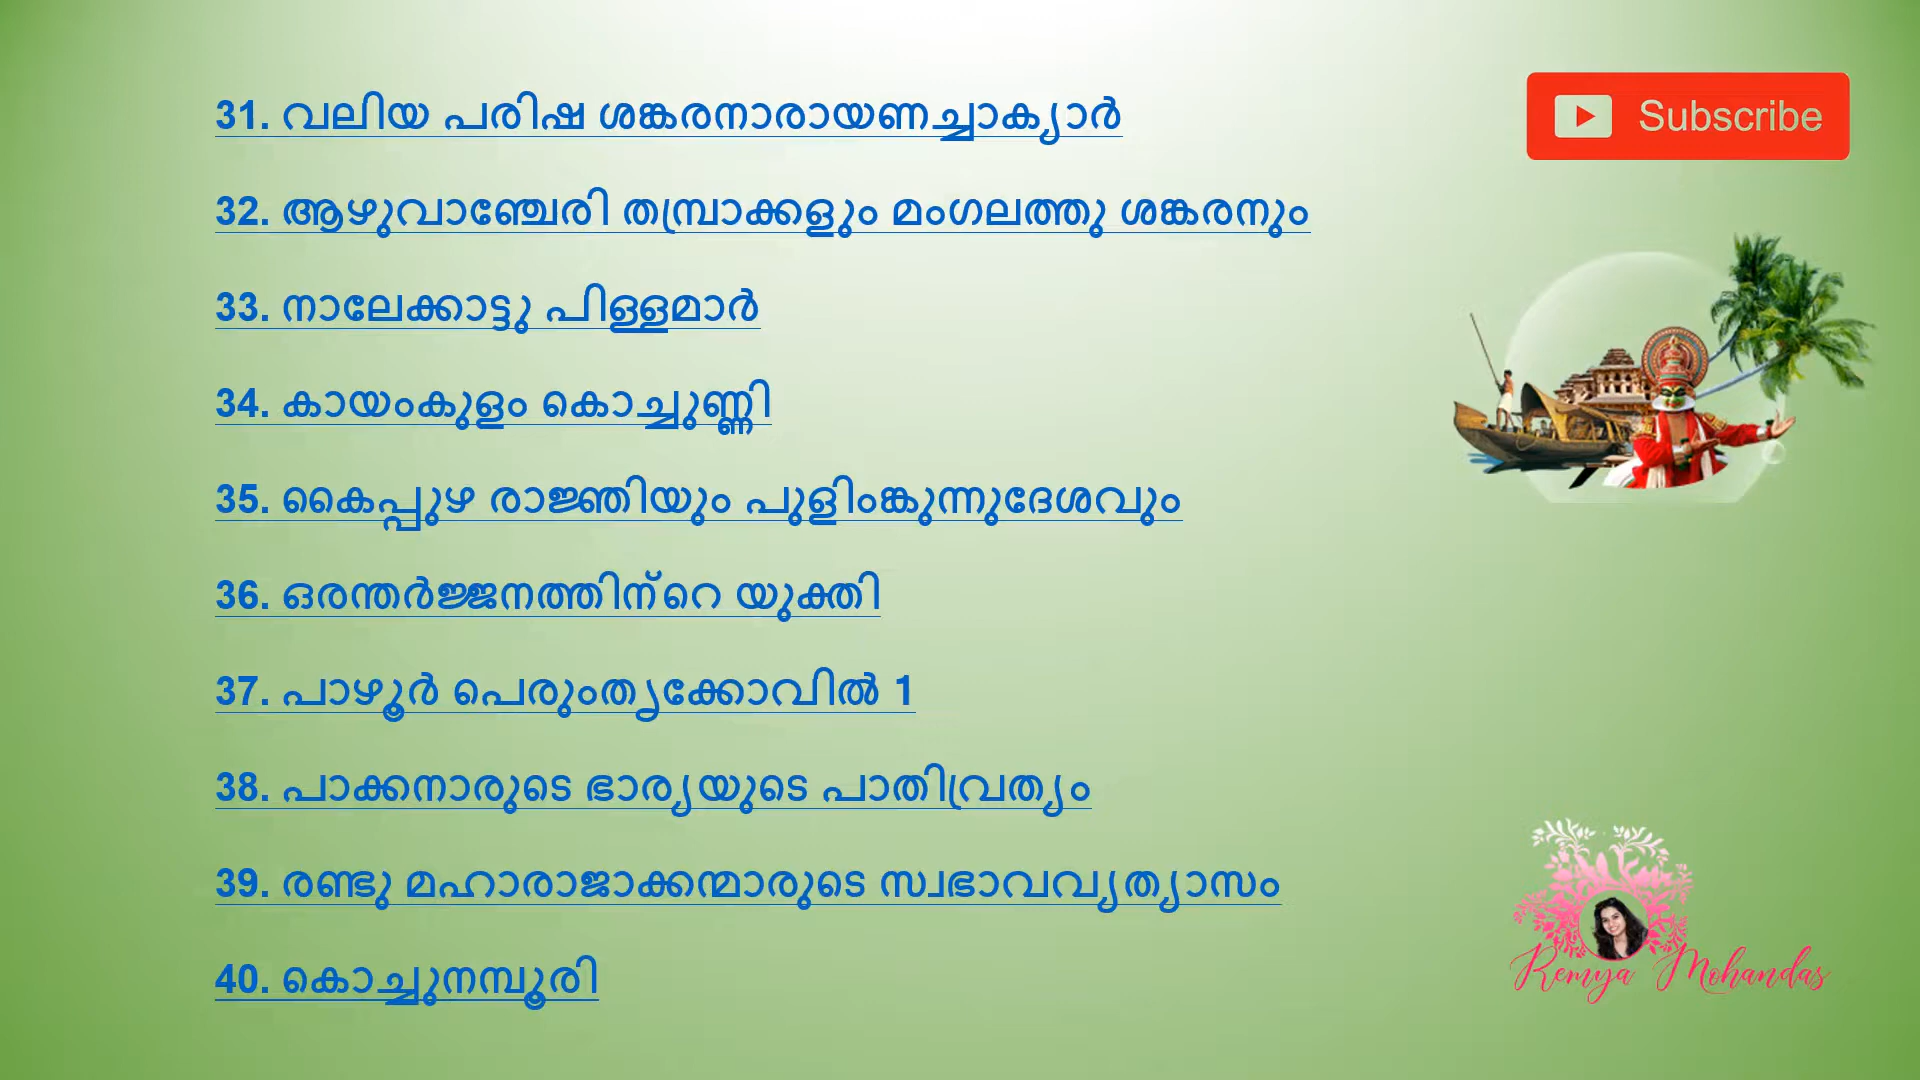 31. വലിയ പരിഷ ശങ്കരനാരായണച്ചാക്യാർ
Subscribe
32. ആഴുവാഞ്ചേരി തമ്പ്രാക്കളും മംഗലത്തു ശങ്കരനും
33. നാലേക്കാട്ടു പിള്ളമാർ
34. കായംകുളം കൊച്ചുണ്ണി
35. കൈപ്പുഴ രാജ്ഞിയും പുളിംങ്കുന്നുദേശവും
36. ഒരന്തർജ്ജനത്തിന്റെ യുക്തി
37. പാഴൂർ പെരുംതൃക്കോവിൽ 1
38. പാക്കനാരുടെ ഭാര്യയുടെ പാതിവ്രത്യം
39. രണ്ടു മഹാരാജാക്കന്മാരുടെ സ്വഭാവവ്യത്യാസം
40. കൊച്ചുനമ്പൂരി
Remya Mohandas